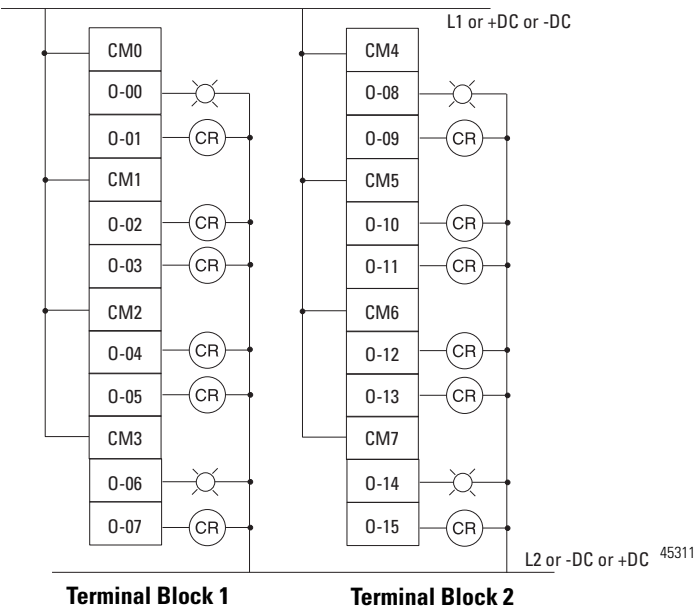 L1 or +DC or -DC
CM0
O-00
O-01 CR
CM1
O-02 CR
O-03 CR
CM2
O-04 CR
O-05 CR
CM3
O-06
O-07 CR
CM4
O-08
O-09 CR
CM5
O-10 CR
O-11 CR
CM6
O-12 CR
O-13 CR
CM7
O-14
O-15 CR
L2 or -DC or +DC 45311
Terminal Block 1
Terminal Block 2